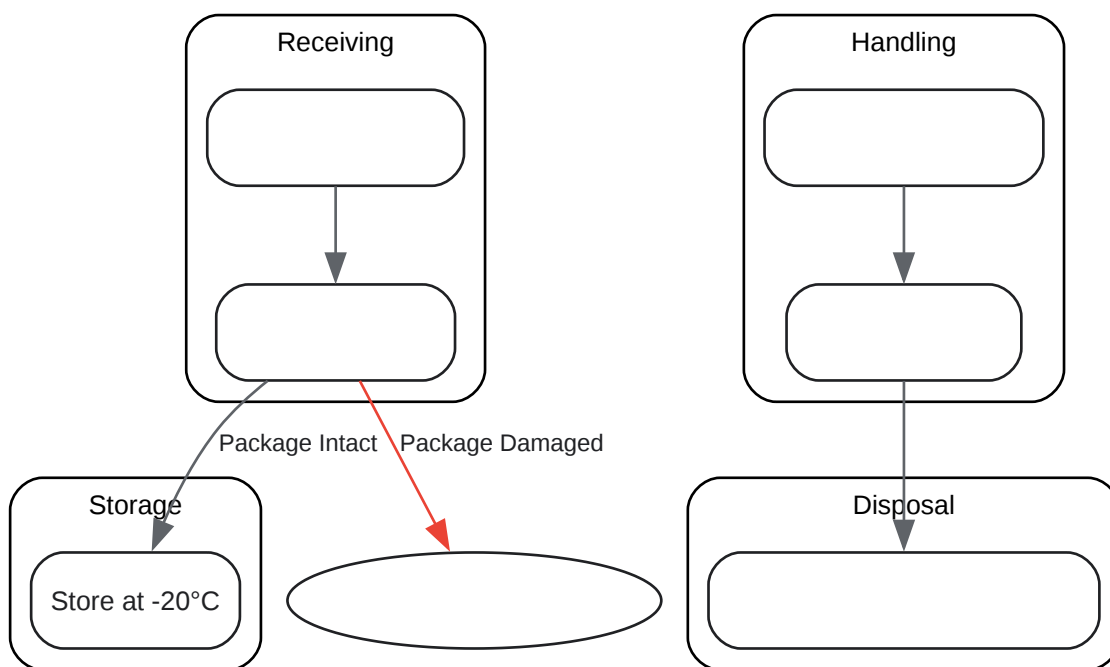 Receiving
Handling
Package Intact
Package Damaged
Storage
Disposal
Store at -20°C